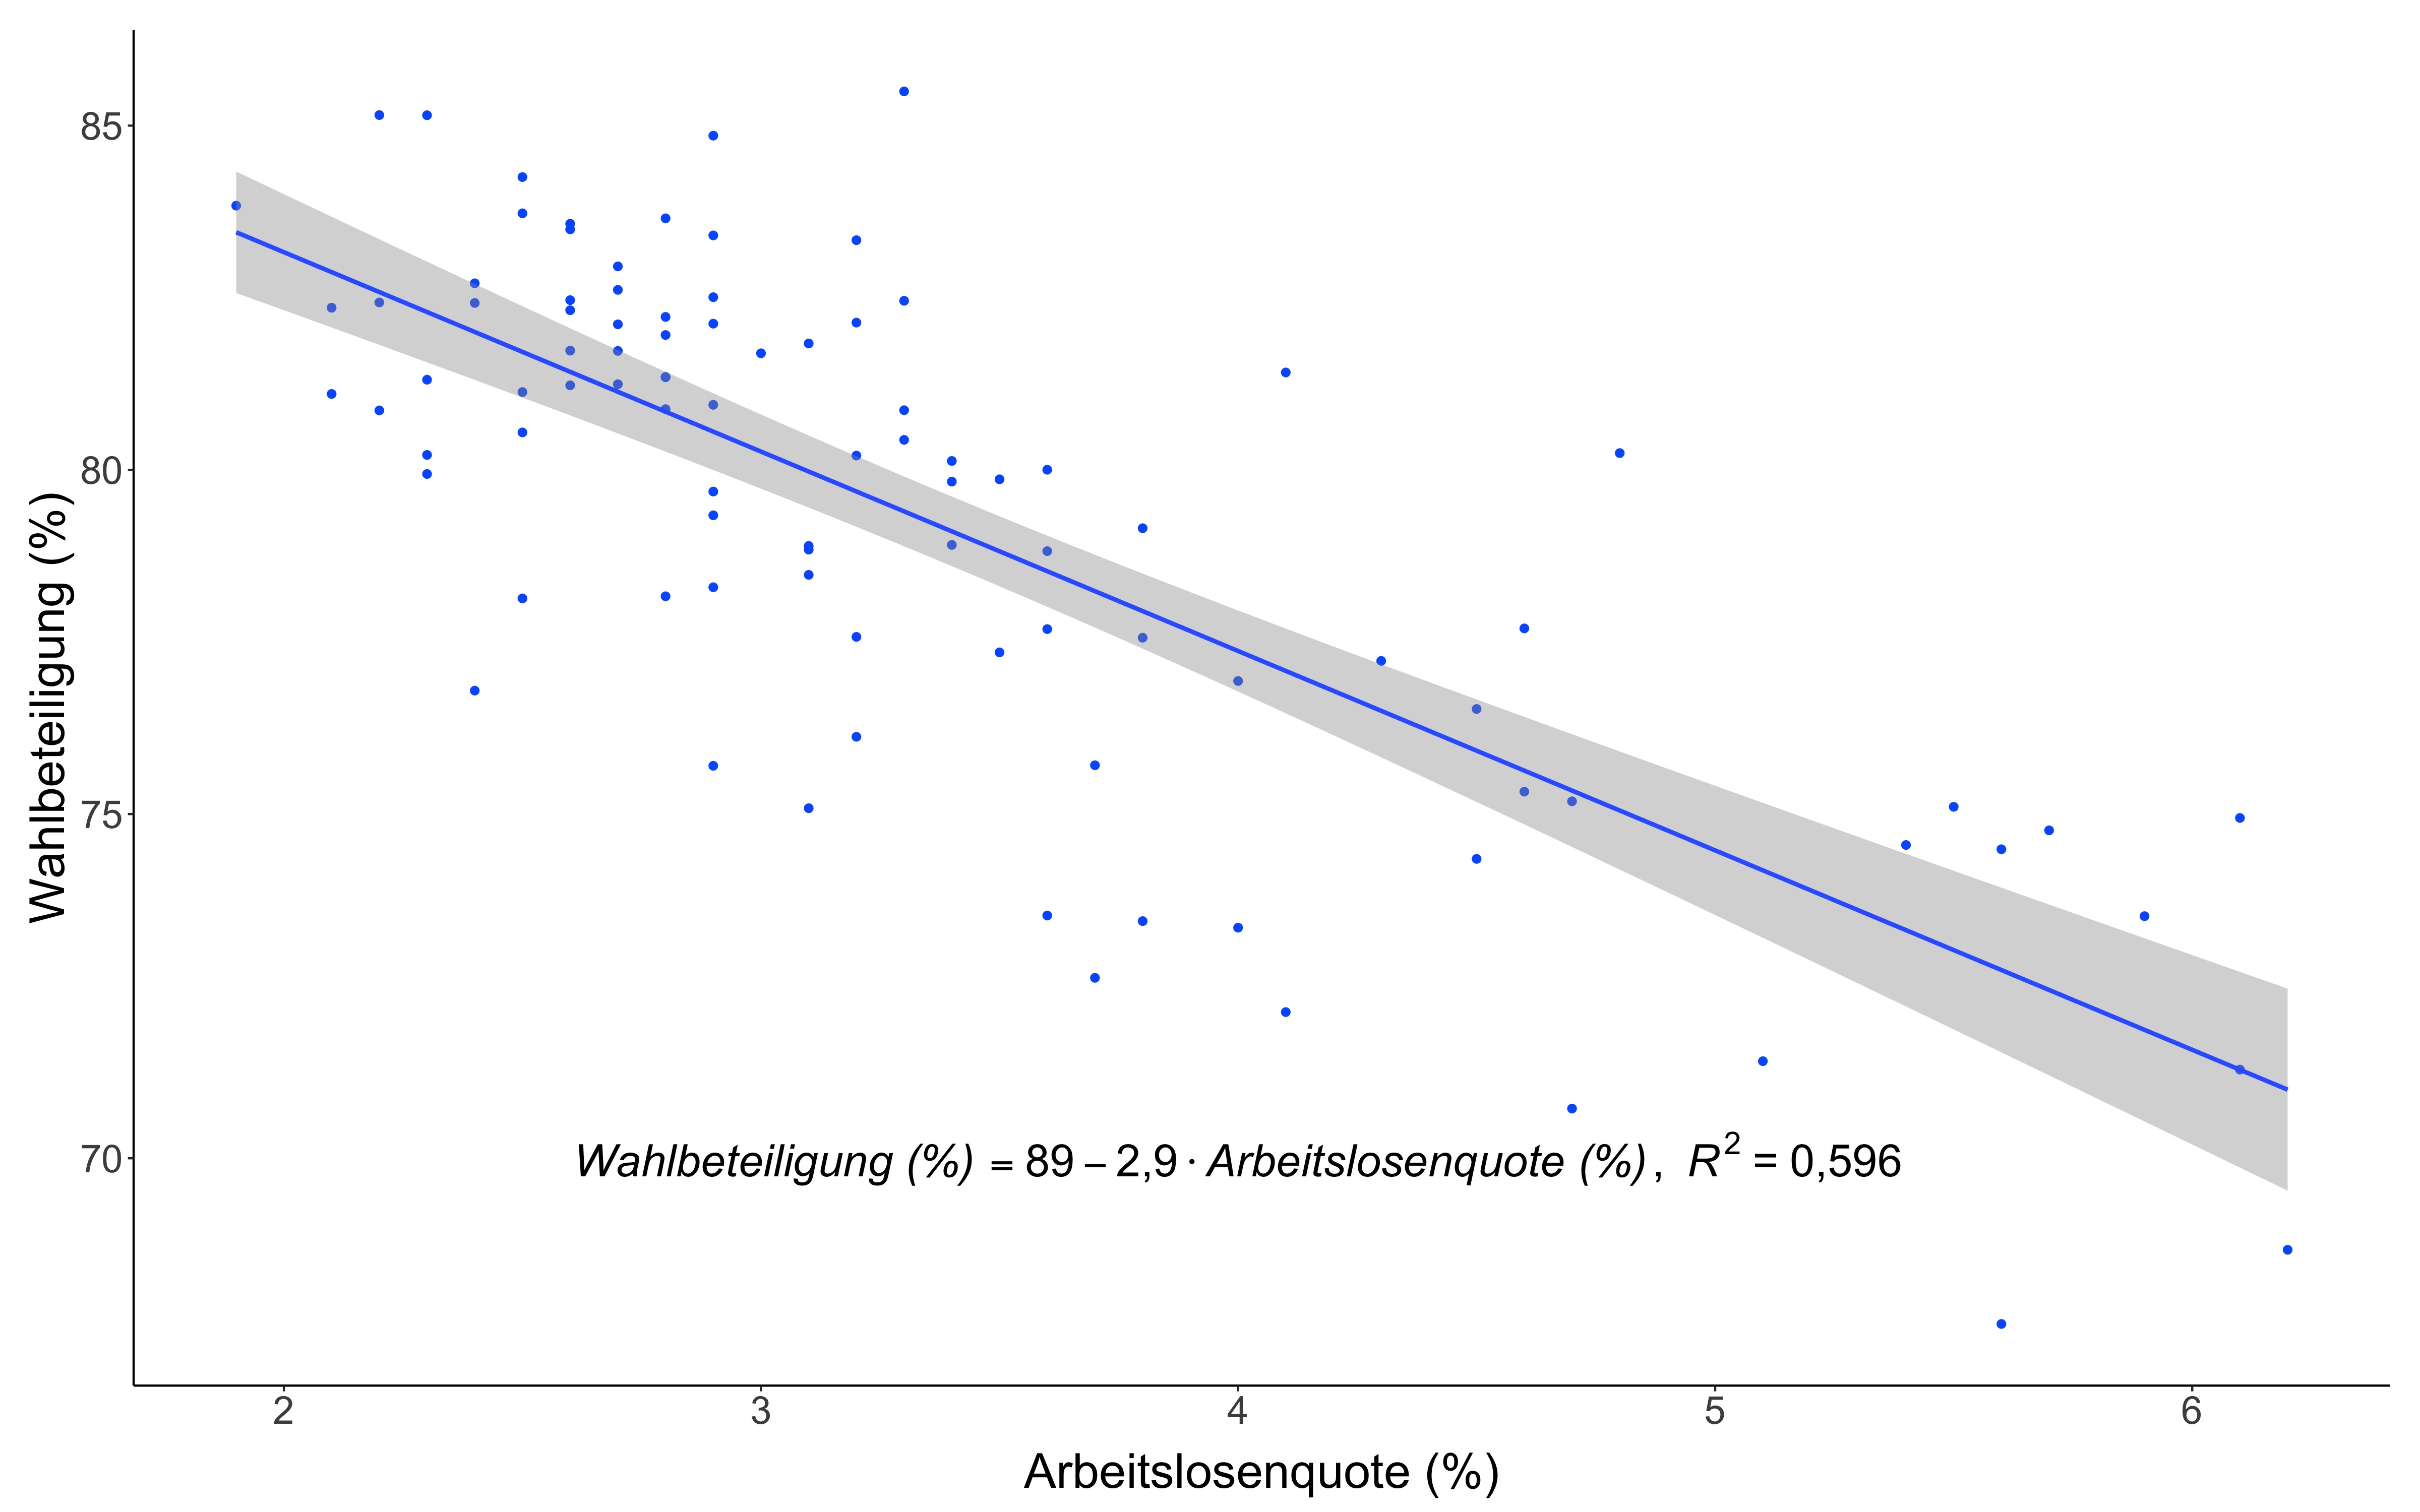 85
80
75
70
Wahlbeteiligung (%)
Wahlbeteiligung (%) = 89 – 2,9 · Arbeitslosenquote (%), R² = 0,596
2 3 4 5 6
Arbeitslosenquote (%)